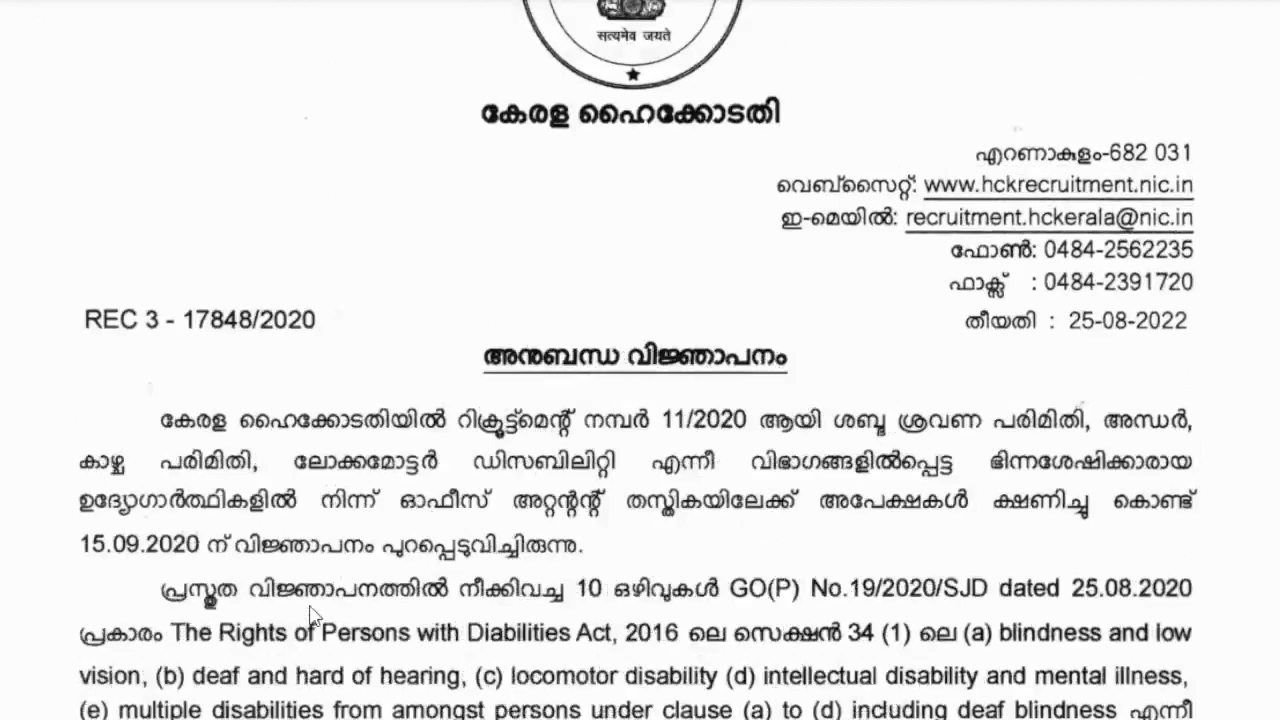 सत्यमेव जयते
കേരള ഹൈക്കോടതി
എറണാകുളം-682 031
വെബ്സൈറ്റ്: www.hckrecruitment.nic.in
ഇ-മെയിൽ: recruitment.hckerala@nic.in
ഫോൺ: 0484-2562235
ഫാക്സ് : 0484-2391720
REC 3 - 17848/2020 തീയതി : 25-08-2022
അനുബന്ധ വിജ്ഞാപനം
കേരള ഹൈക്കോടതിയിൽ റിക്രൂട്ട്മെന്റ് നമ്പർ 11/2020 ആയി ശബ്ദ ശ്രവണ പരിമിതി, അന്ധർ,
കാഴ്ച പരിമിതി, ലോക്കമോട്ടർ ഡിസബിലിറ്റി എന്നീ വിഭാഗങ്ങളിൽപ്പെട്ട ഭിന്നശേഷിക്കാരായ
ഉദ്യോഗാർത്ഥികളിൽ നിന്ന് ഓഫീസ് അറ്റന്റന്റ് തസ്തികയിലേക്ക് അപേക്ഷകൾ ക്ഷണിച്ചു കൊണ്ട്
15.09.2020 ന് വിജ്ഞാപനം പുറപ്പെടുവിച്ചിരുന്നു.
പ്രസ്തുത വിജ്ഞാപനത്തിൽ നീക്കിവച്ച 10 ഒഴിവുകൾ GO(P) No.19/2020/SJD dated 25.08.2020
പ്രകാരം The Rights of Persons with Diabilities Act, 2016 ലെ സെക്ഷൻ 34 (1) ലെ (a) blindness and low
vision, (b) deaf and hard of hearing, (c) locomotor disability (d) intellectual disability and mental illness,
(e) multiple disabilities from amongst persons under clause (a) to (d) including deaf blindness എന്നീ